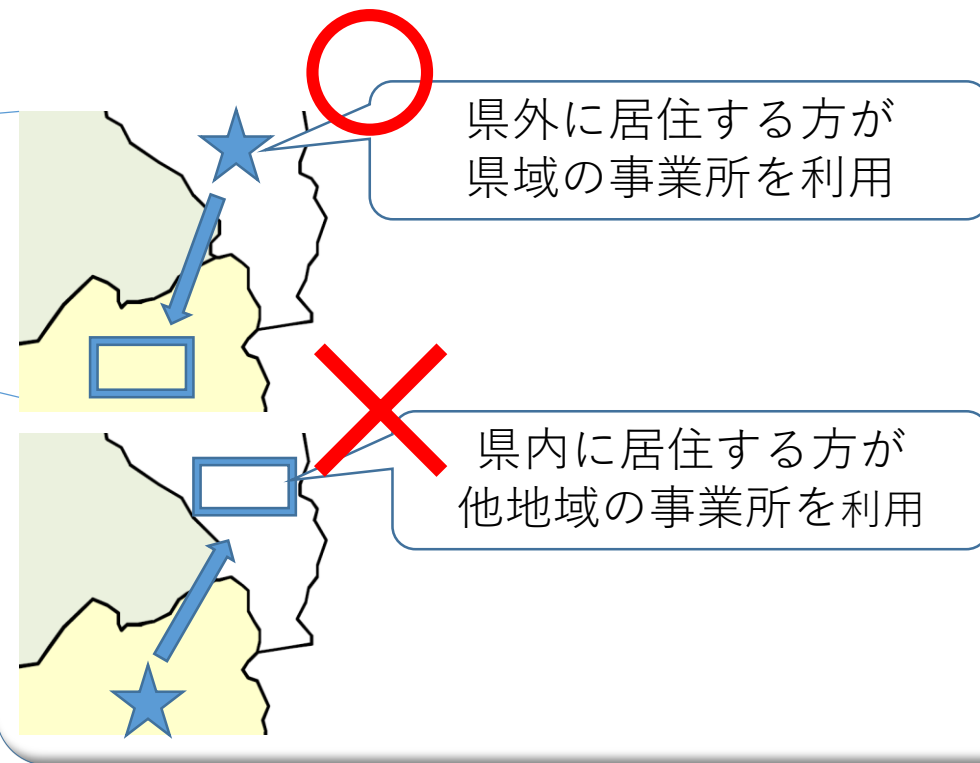 県外に居住する方が
県域の事業所を利用
県内に居住する方が
他地域の事業所を利用